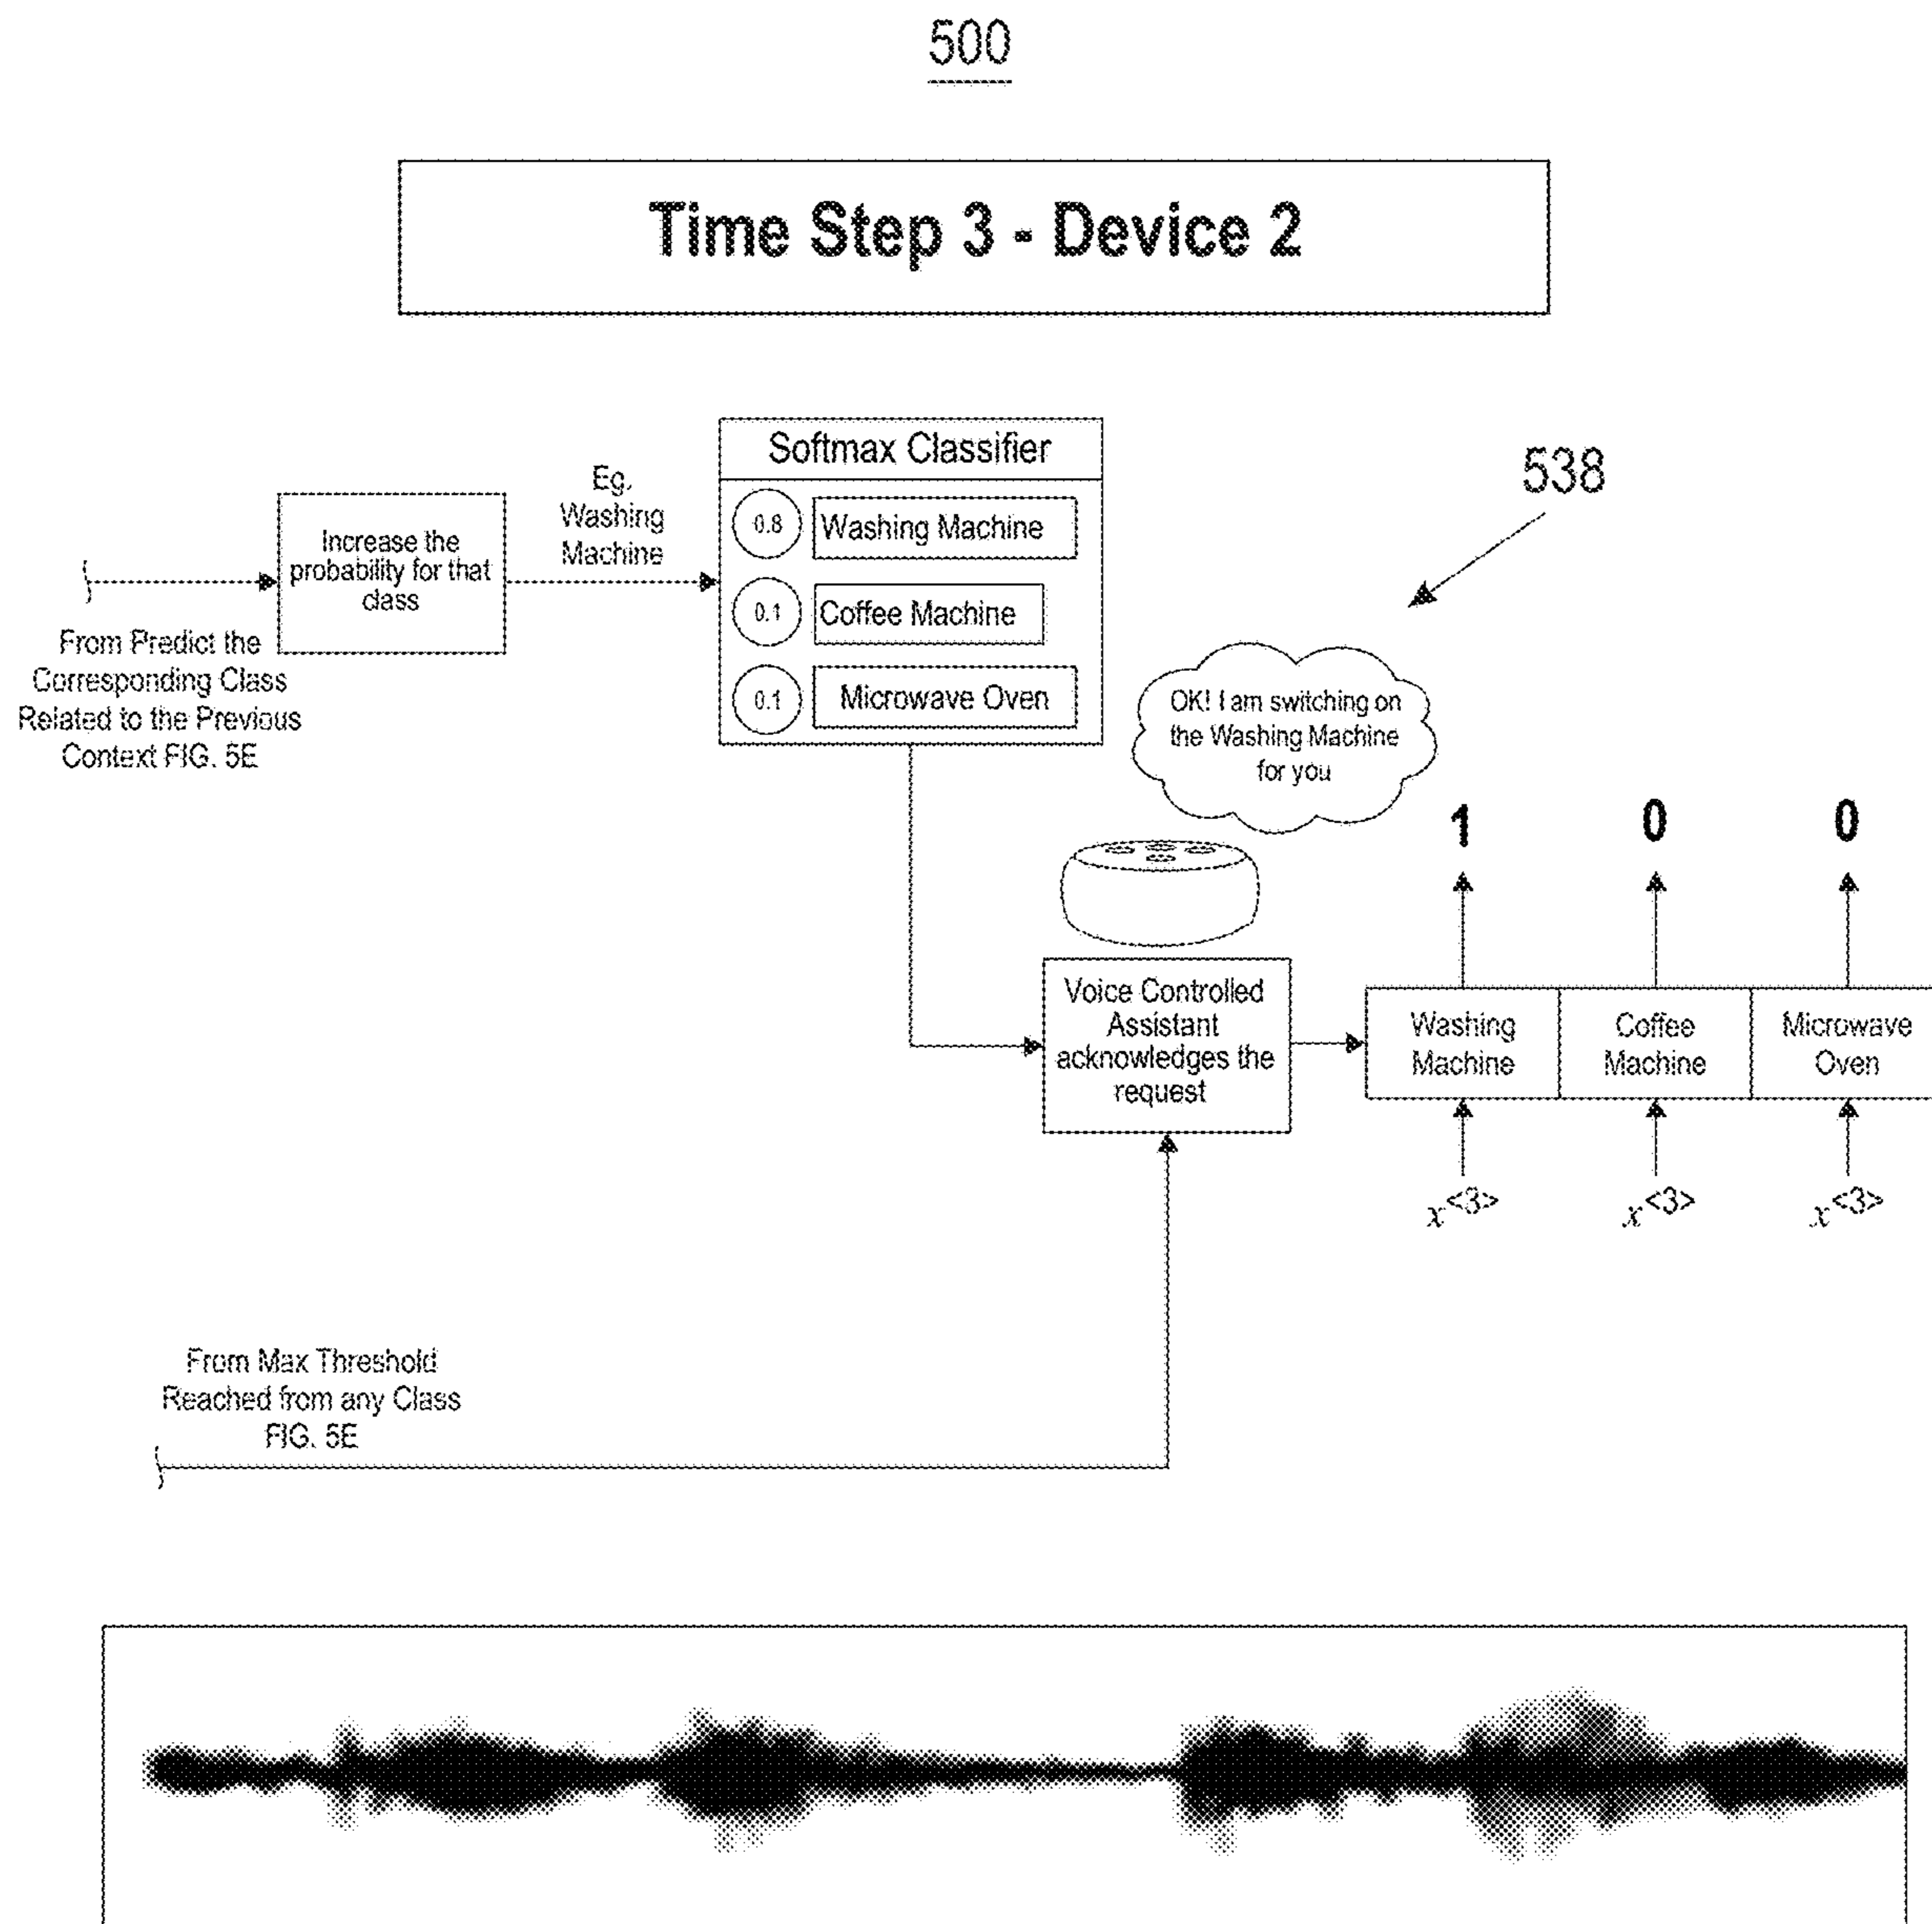 500
Time Step 3 - Device 2
Softmax Classifier
0.8
Washing Machine
0.1
Coffee Machine
0.1
Microwave Oven
Eg.
Washing
Machine
Increase the
probability for that
class
From Predict the
Corresponding Class
Related to the Previous
Context FIG. 5E
538
OK! I am switching on
the Washing Machine
for you
1
0
0
Voice Controlled
Assistant
acknowledges the
request
Washing
Machine
Coffee
Machine
Microwave
Oven
x<3>
x<3>
x<3>
From Max Threshold
Reached from any Class
FIG. 5E